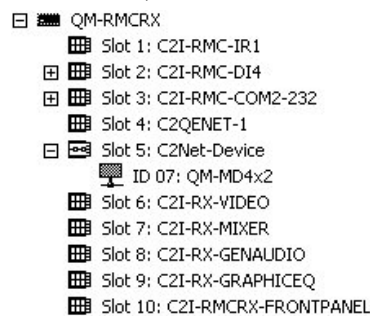 QM-RMCRX
Slot 1: C2I-RMC-IR1
Slot 2: C2I-RMC-DI4
Slot 3: C2I-RMC-COM2-232
Slot 4: C2QENET-1
Slot 5: C2Net-Device
ID 07: QM-MD4x2
Slot 6: C2I-RX-VIDEO
Slot 7: C2I-RX-MIXER
Slot 8: C2I-RX-GENAUDIO
Slot 9: C2I-RX-GRAPHICEQ
Slot 10: C2I-RMCRX-FRONTPANEL